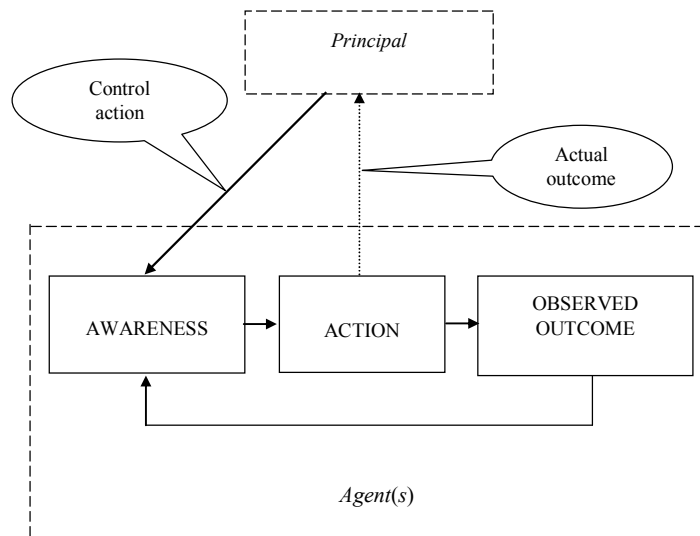 Principal
Control
action
Actual
outcome
AWARENESS
ACTION
OBSERVED
OUTCOME
Agent(s)